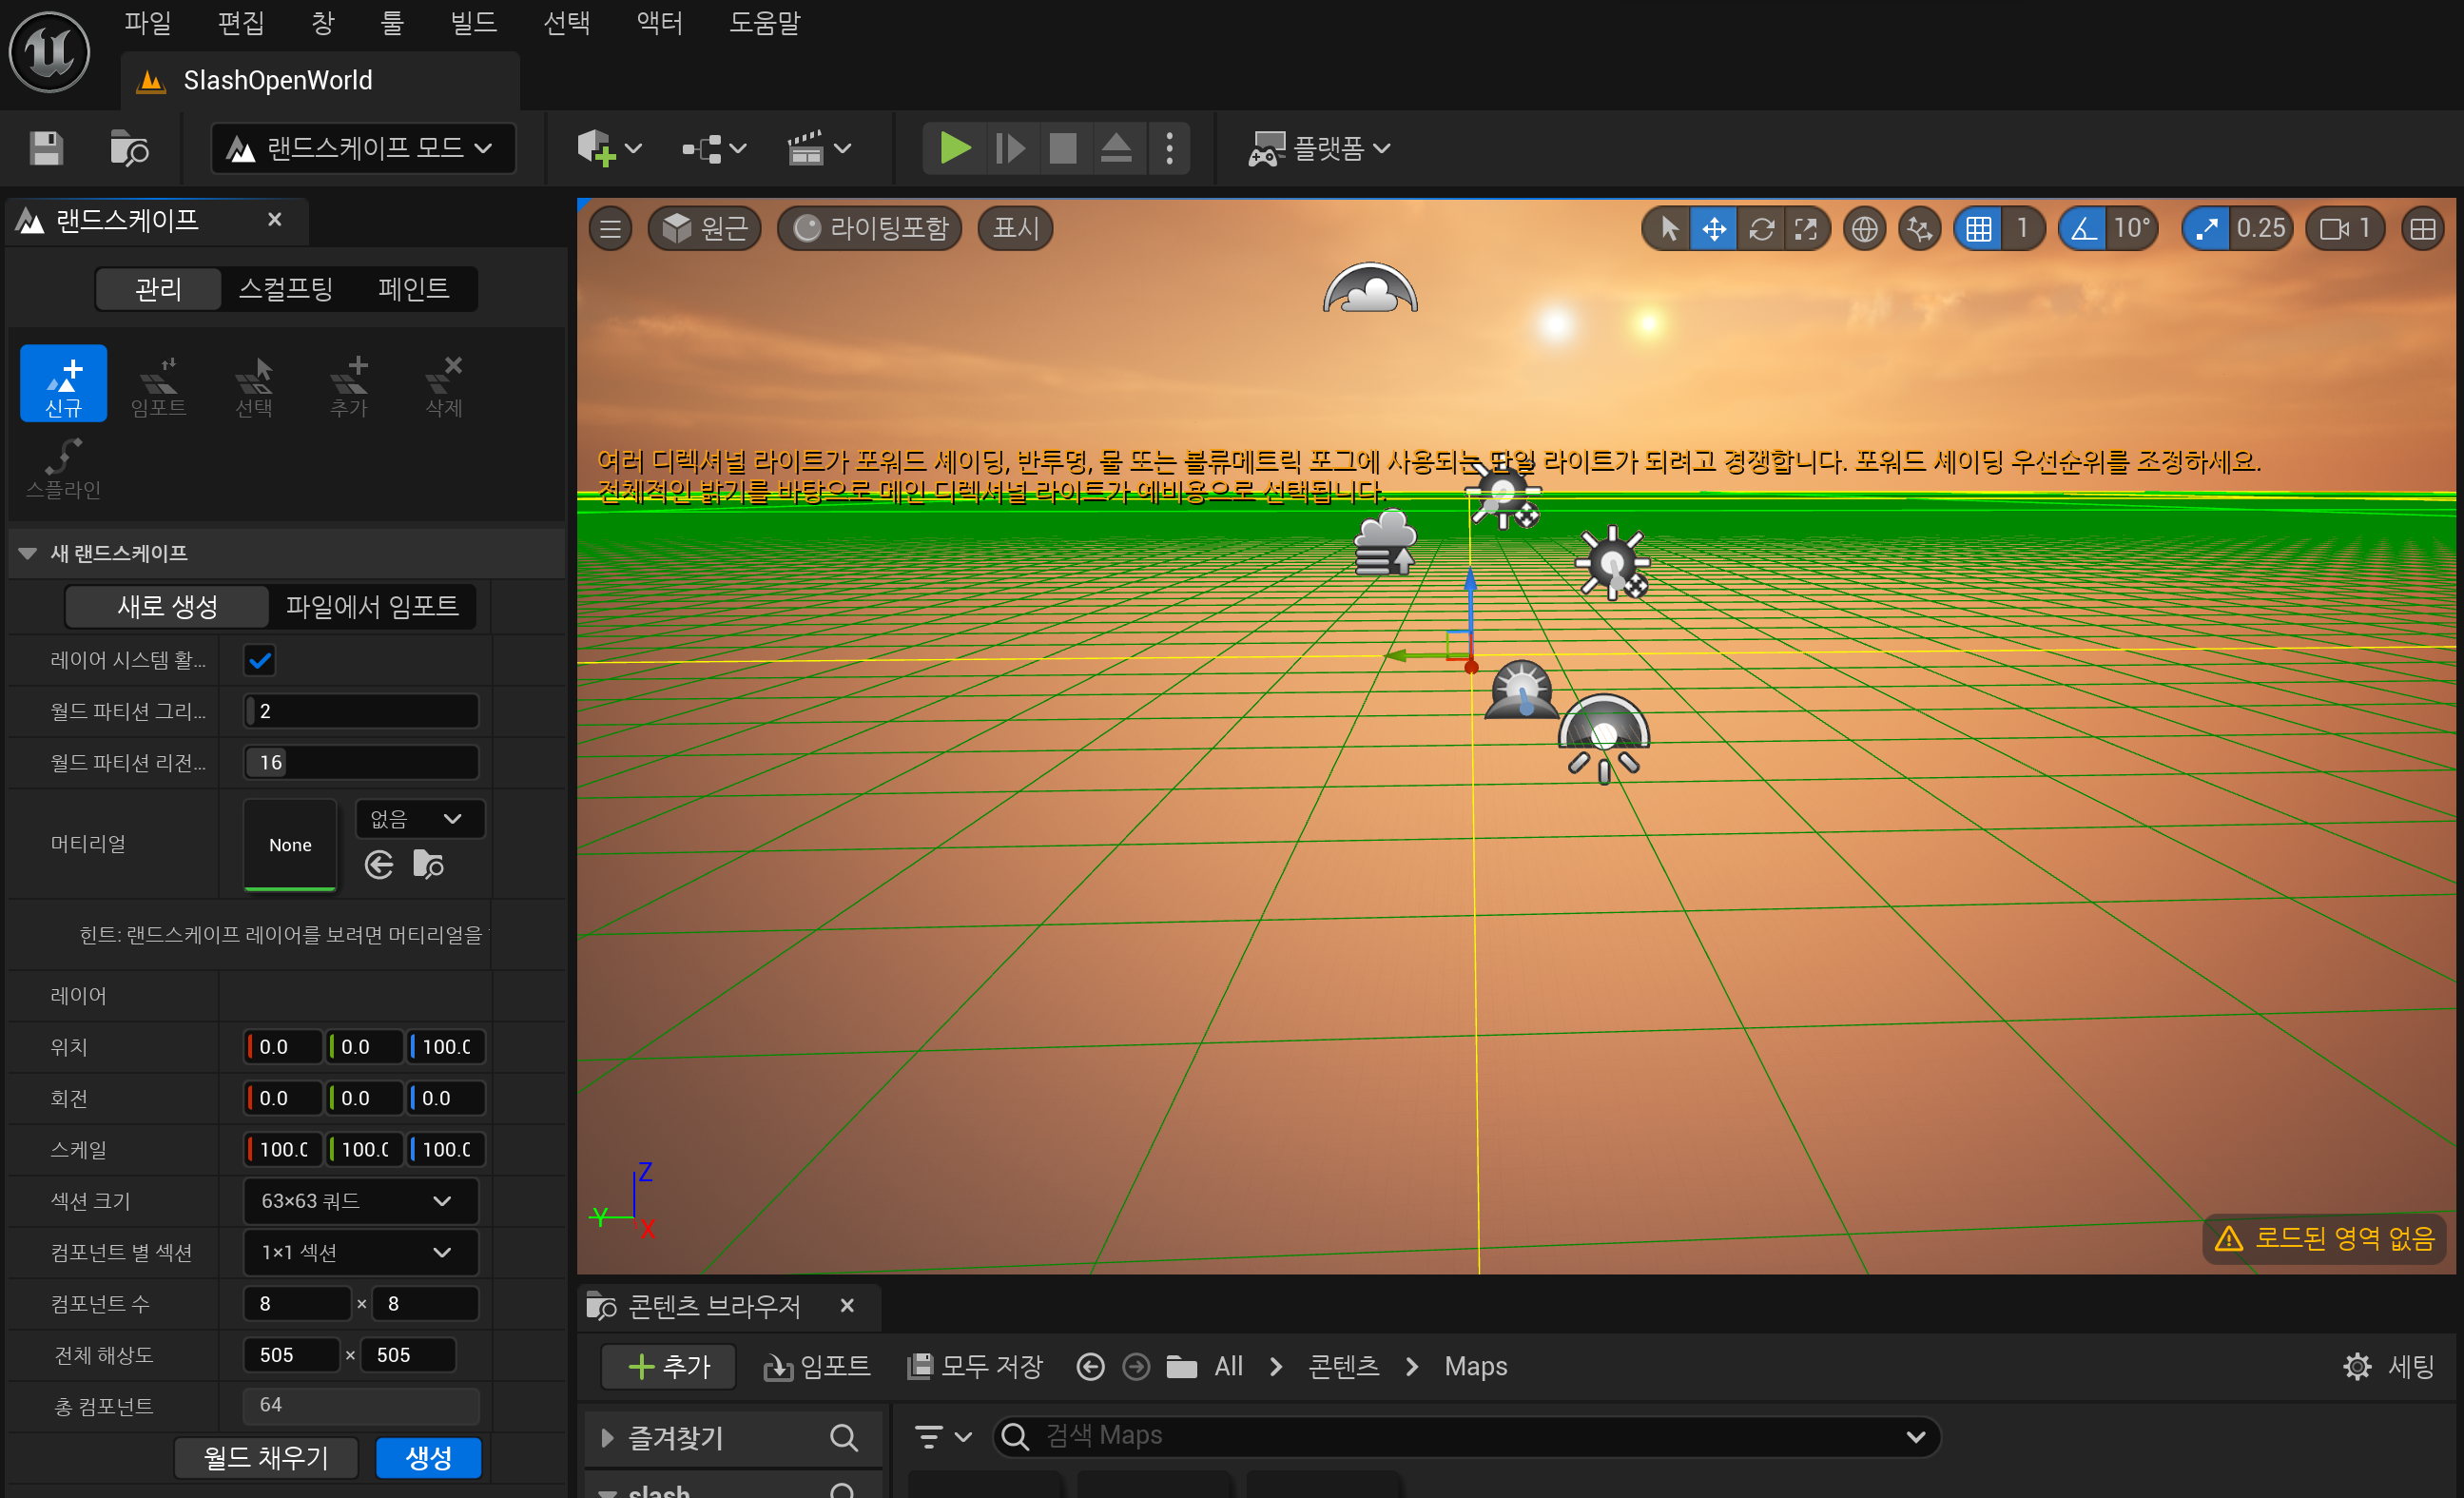 파일 편집 창 툴 빌드 선택 액터 도움말
SlashOpenWorld
랜드스케이프 모드
플랫폼
랜드스케이프
관리 스컬프팅 페인트
신규 임포트 선택 추가 삭제
스플라인
새 랜드스케이프
새로 생성 파일에서 임포트
레이어 시스템 활...
월드 파티션 그리... 2
월드 파티션 리전... 16
머티리얼 None 없음
힌트: 랜드스케이프 레이어를 보려면 머티리얼을
레이어
위치 0.0 0.0 100.0
회전 0.0 0.0 0.0
스케일 100.0 100.0 100.0
섹션 크기 63×63 쿼드
컴포넌트 별 섹션 1×1 섹션
컴포넌트 수 8 × 8
전체 해상도 505 × 505
총 컴포넌트 64
월드 채우기 생성
원근 라이팅포함 표시 1 10° 0.25 1
여러 디렉셔널 라이트가 포워드 셰이딩, 반투명, 물 또는 볼류메트릭 포그에 사용되는 단일 라이트가 되려고 경쟁합니다. 포워드 셰이딩 우선순위를 조정하세요.
전체적인 밝기를 바탕으로 메인 디렉셔널 라이트가 예비용으로 선택됩니다.
Z
Y
X
로드된 영역 없음
콘텐츠 브라우저
추가 임포트 모두 저장 All 콘텐츠 Maps 세팅
즐겨찾기 검색 Maps
slash